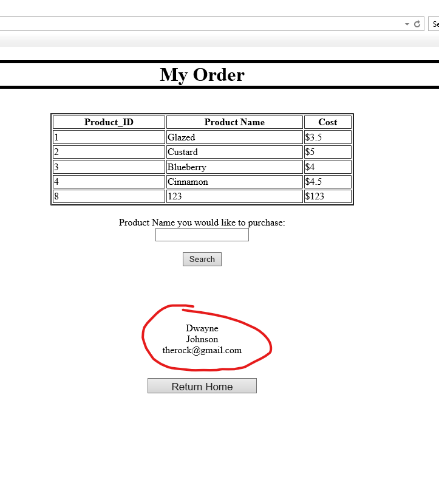 My Order
Product_ID Product Name Cost
1 Glazed $3.5
2 Custard $5
3 Blueberry $4
4 Cinnamon $4.5
8 123 $123
Product Name you would like to purchase:
Search
Dwayne
Johnson
therock@gmail.com
Return Home